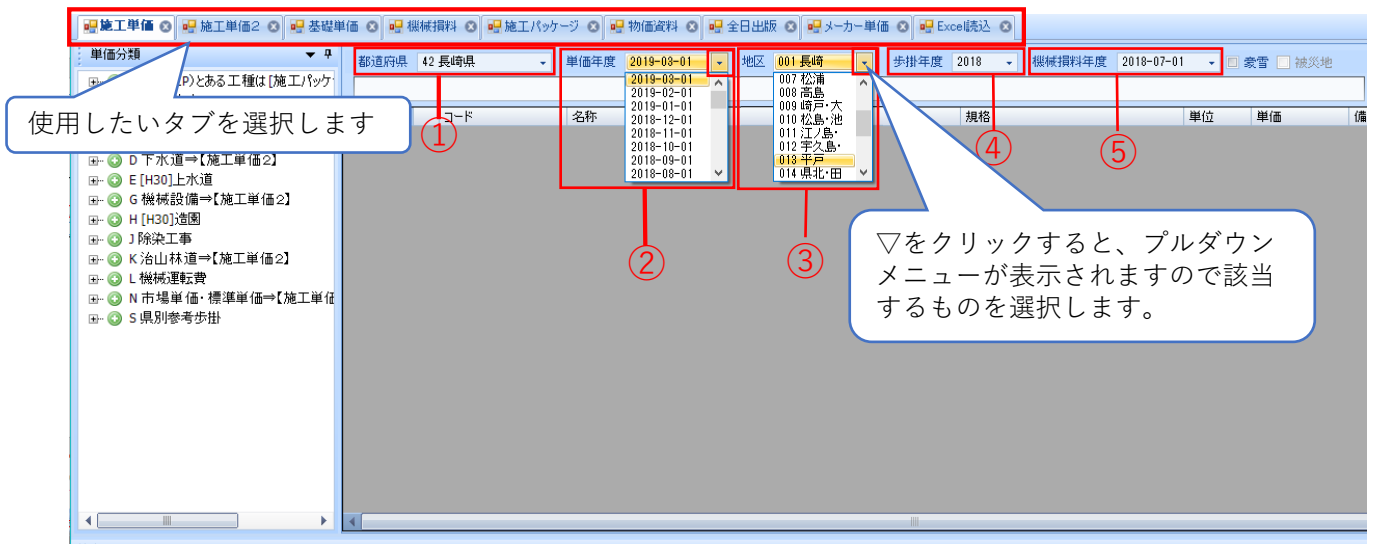 施工単価 施工単価2 基礎単価 機械損料 施工パッケージ 物価資料 全日出版 メーカー単価 Excel読込
単価分類
都道府県 42 長崎県 単価年度 2019-03-01 地区 001 長崎 歩掛年度 2018 機械損料年度 2018-07-01 豪雪 被災地
P)とある工種は [施工パッケ
使用したいタブを選択します
コード 名称 規格 単位 単価
2019-03-01
2019-02-01
2019-01-01
2018-12-01
2018-11-01
2018-10-01
2018-09-01
2018-08-01
007 松浦
008 高島
009 崎戸・大
010 松島・池
011 江ノ島・
012 宇久島・
013 平戸
014 県北・田
①
②
③
④
⑤
D 下水道⇒【施工単価2】
E [H30]上水道
G 機械設備⇒【施工単価2】
H [H30]造園
J 除染工事
K 治山林道⇒【施工単価2】
L 機械運転費
N 市場単価・標準単価⇒【施工単価
S 県別参考歩掛
▽をクリックすると、プルダウン
メニューが表示されますので該当
するものを選択します。